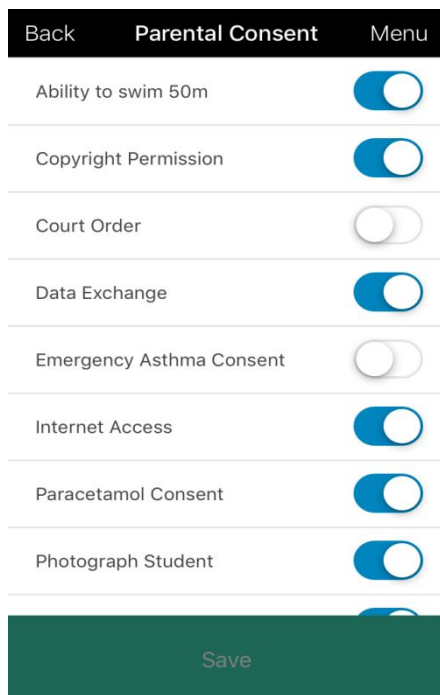 Back Parental Consent Menu
Ability to swim 50m
Copyright Permission
Court Order
Data Exchange
Emergency Asthma Consent
Internet Access
Paracetamol Consent
Photograph Student
Save